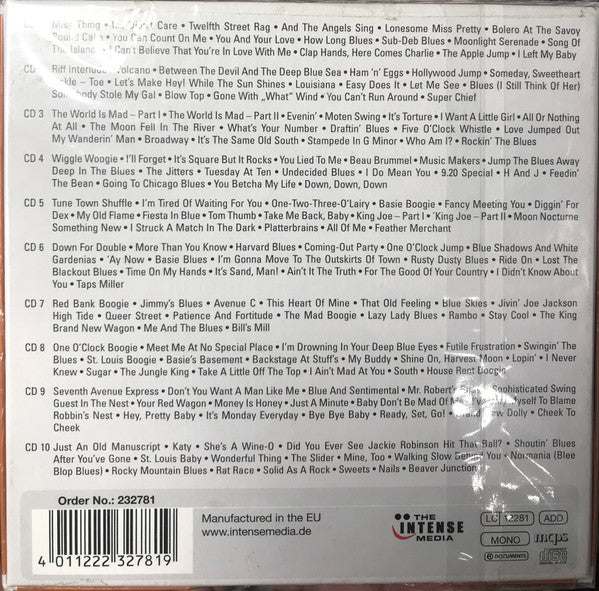 Miss Thing • I Didn't Care • Twelfth Street Rag • And The Angels Sing • Lonesome Miss Pretty • Bolero At The Savoy
Pound Cake • You Can Count On Me • You And Your Love • How Long Blues • Sub-Deb Blues • Moonlight Serenade • Song Of
The Island • I Can't Believe That You're In Love With Me • Clap Hands, Here Comes Charlie • The Apple Jump • I Left My Baby
CD Riff Interlude • Volcano • Between The Devil And The Deep Blue Sea • Ham 'n' Eggs • Hollywood Jump • Someday, Sweetheart
– Toe • Let's Make Hey! While The Sun Shines • Louisiana • Easy Does It • Let Me See • Blues (I Still Think Of Her)
Somebody Stole My Gal • Blow Top • Gone With „What" Wind • You Can't Run Around • Super Chief
CD 3 The World Is Mad – Part I • The World Is Mad – Part II • Evenin' • Moten Swing • It's Torture • I Want A Little Girl • All Or Nothing
At All • The Moon Fell In The River • What's Your Number • Draftin' Blues • Five O'Clock Whistle • Love Jumped Out
My Wanderin' Man • Broadway • It's The Same Old South • Stampede In G Minor • Who Am I? • Rockin' The Blues
CD 4 Wiggle Woogie • I'll Forget • It's Square But It Rocks • You Lied To Me • Beau Brummel • Music Makers • Jump The Blues Away
Deep In The Blues • The Jitters • Tuesday At Ten • Undecided Blues • I Do Mean You • 9.20 Special • H and J • Feedin'
The Bean • Going To Chicago Blues • You Betcha My Life • Down, Down, Down
CD 5 Tune Town Shuffle • I'm Tired Of Waiting For You • One-Two-Three-O'Lairy • Basie Boogie • Fancy Meeting You • Diggin' For
Dex • My Old Flame • Fiesta In Blue • Tom Thumb • Take Me Back, Baby • King Joe – Part I • 'King Joe – Part II • Moon Nocturne
Something New • I Struck A Match In The Dark • Platterbrains • All Of Me • Feather Merchant
CD 6 Down For Double • More Than You Know • Harvard Blues • Coming-Out Party • One O'Clock Jump • Blue Shadows And White
Gardenias • 'Ay Now • Basie Blues • I'm Gonna Move To The Outskirts Of Town • Rusty Dusty Blues • Ride On • Lost The
Blackout Blues • Time On My Hands • It's Sand, Man! • Ain't It The Truth • For The Good Of Your Country • I Didn't Know About
You • Taps Miller
CD 7 Red Bank Boogie • Jimmy's Blues • Avenue C • This Heart Of Mine • That Old Feeling • Blue Skies • Jivin' Joe Jackson
High Tide • Queer Street • Patience And Fortitude • The Mad Boogie • Lazy Lady Blues • Rambo • Stay Cool • The King
Brand New Wagon • Me And The Blues • Bill's Mill
CD 8 One O'Clock Boogie • Meet Me At No Special Place • I'm Drowning In Your Deep Blue Eyes • Futile Frustration • Swingin' The
Blues • St. Louis Boogie • Basie's Basement • Backstage At Stuff's • My Buddy • Shine On, Harvest Moon • Lopin' • I Never
Knew • Sugar • The Jungle King • Take A Little Off The Top • I Ain't Mad At You • South • House Rent Boogie
CD 9 Seventh Avenue Express • Don't You Want A Man Like Me • Blue And Sentimental • Mr. Robert's • Sophisticated Swing
Guest In The Nest • Your Red Wagon • Money Is Honey • Just A Minute • Baby Don't Be Mad Myself To Blame
Robbin's Nest • Hey, Pretty Baby • It's Monday Everyday • Bye Bye Baby • Ready, Set, Go! • Brand New Dolly • Cheek To
Cheek
CD 10 Just An Old Manuscript • Katy • She's A Wine-O • Did You Ever See Jackie Robinson Hit That Ball? • Shoutin' Blues
After You've Gone • St. Louis Baby • Wonderful Thing • The Slider • Mine, Too • Walking Slow Behind You • Normania (Blee
Blop Blues) • Rocky Mountain Blues • Rat Race • Solid As A Rock • Sweets • Nails • Beaver Junction
Order No.: 232781
4 011222 327819
Manufactured in the EU
www.intensemedia.de
THE
INTENSE
MEDIA
LC 12281
ADD
MONO
mcps
DOCUMENTS
disc